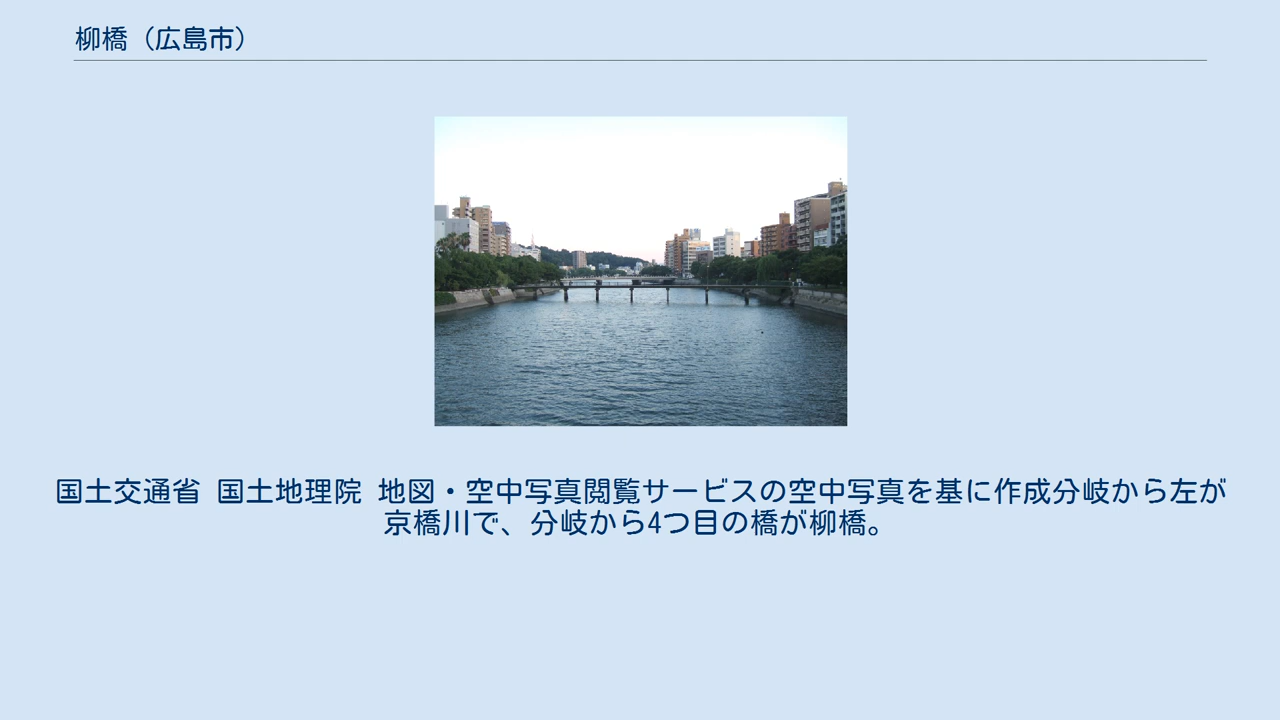 柳橋（広島市）
国土交通省 国土地理院 地図・空中写真閲覧サービスの空中写真を基に作成分岐から左が
京橋川で、分岐から4つ目の橋が柳橋。